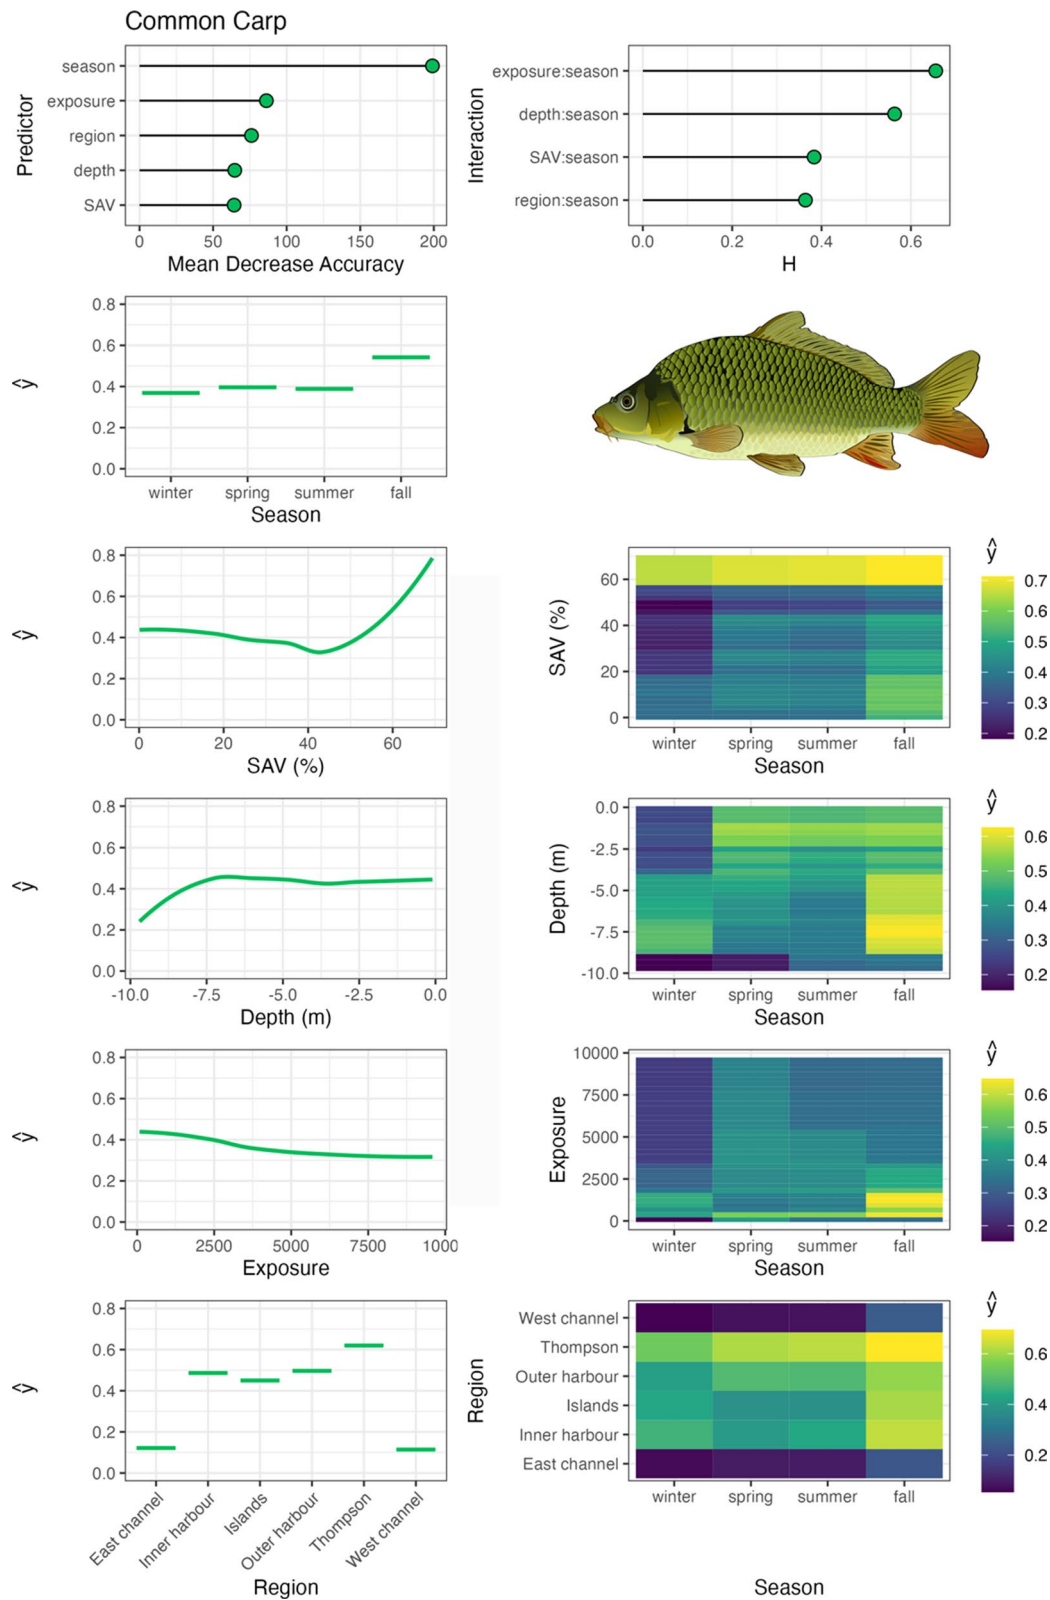 Common Carp
Predictor
season
exposure
region
depth
SAV
0 50 100 150 200
Mean Decrease Accuracy
Interaction
exposure:season
depth:season
SAV:season
region:season
0.0 0.2 0.4 0.6
H
ŷ
0.8
0.6
0.4
0.2
0.0
winter spring summer fall
Season
ŷ
0.8
0.6
0.4
0.2
0.0
0 20 40 60
SAV (%)
SAV (%)
60
40
20
0
winter spring summer fall
Season
ŷ
0.7
0.6
0.5
0.4
0.3
0.2
ŷ
0.8
0.6
0.4
0.2
0.0
-10.0 -7.5 -5.0 -2.5 0.0
Depth (m)
Depth (m)
0.0
-2.5
-5.0
-7.5
-10.0
winter spring summer fall
Season
ŷ
0.6
0.5
0.4
0.3
0.2
ŷ
0.8
0.6
0.4
0.2
0.0
0 2500 5000 7500 1000
Exposure
Exposure
10000
7500
5000
2500
0
winter spring summer fall
Season
ŷ
0.6
0.5
0.4
0.3
0.2
ŷ
0.8
0.6
0.4
0.2
0.0
East channel Inner harbour Islands Outer harbour Thompson West channel
Region
Region
West channel
Thompson
Outer harbour
Islands
Inner harbour
East channel
winter spring summer fall
Season
ŷ
0.6
0.4
0.2